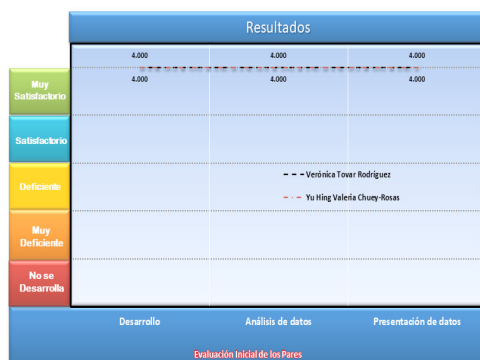 Resultados
4.000 4.000 4.000
4.000 4.000 4.000
Muy
Satisfactorio
Satisfactorio
Deficiente
Muy
Deficiente
No se
Desarrolla
Verónica Tovar Rodríguez
Yu Hing Valeria Chuey-Rosas
Desarrollo Análisis de datos Presentación de datos
Evaluación Inicial de los Pares